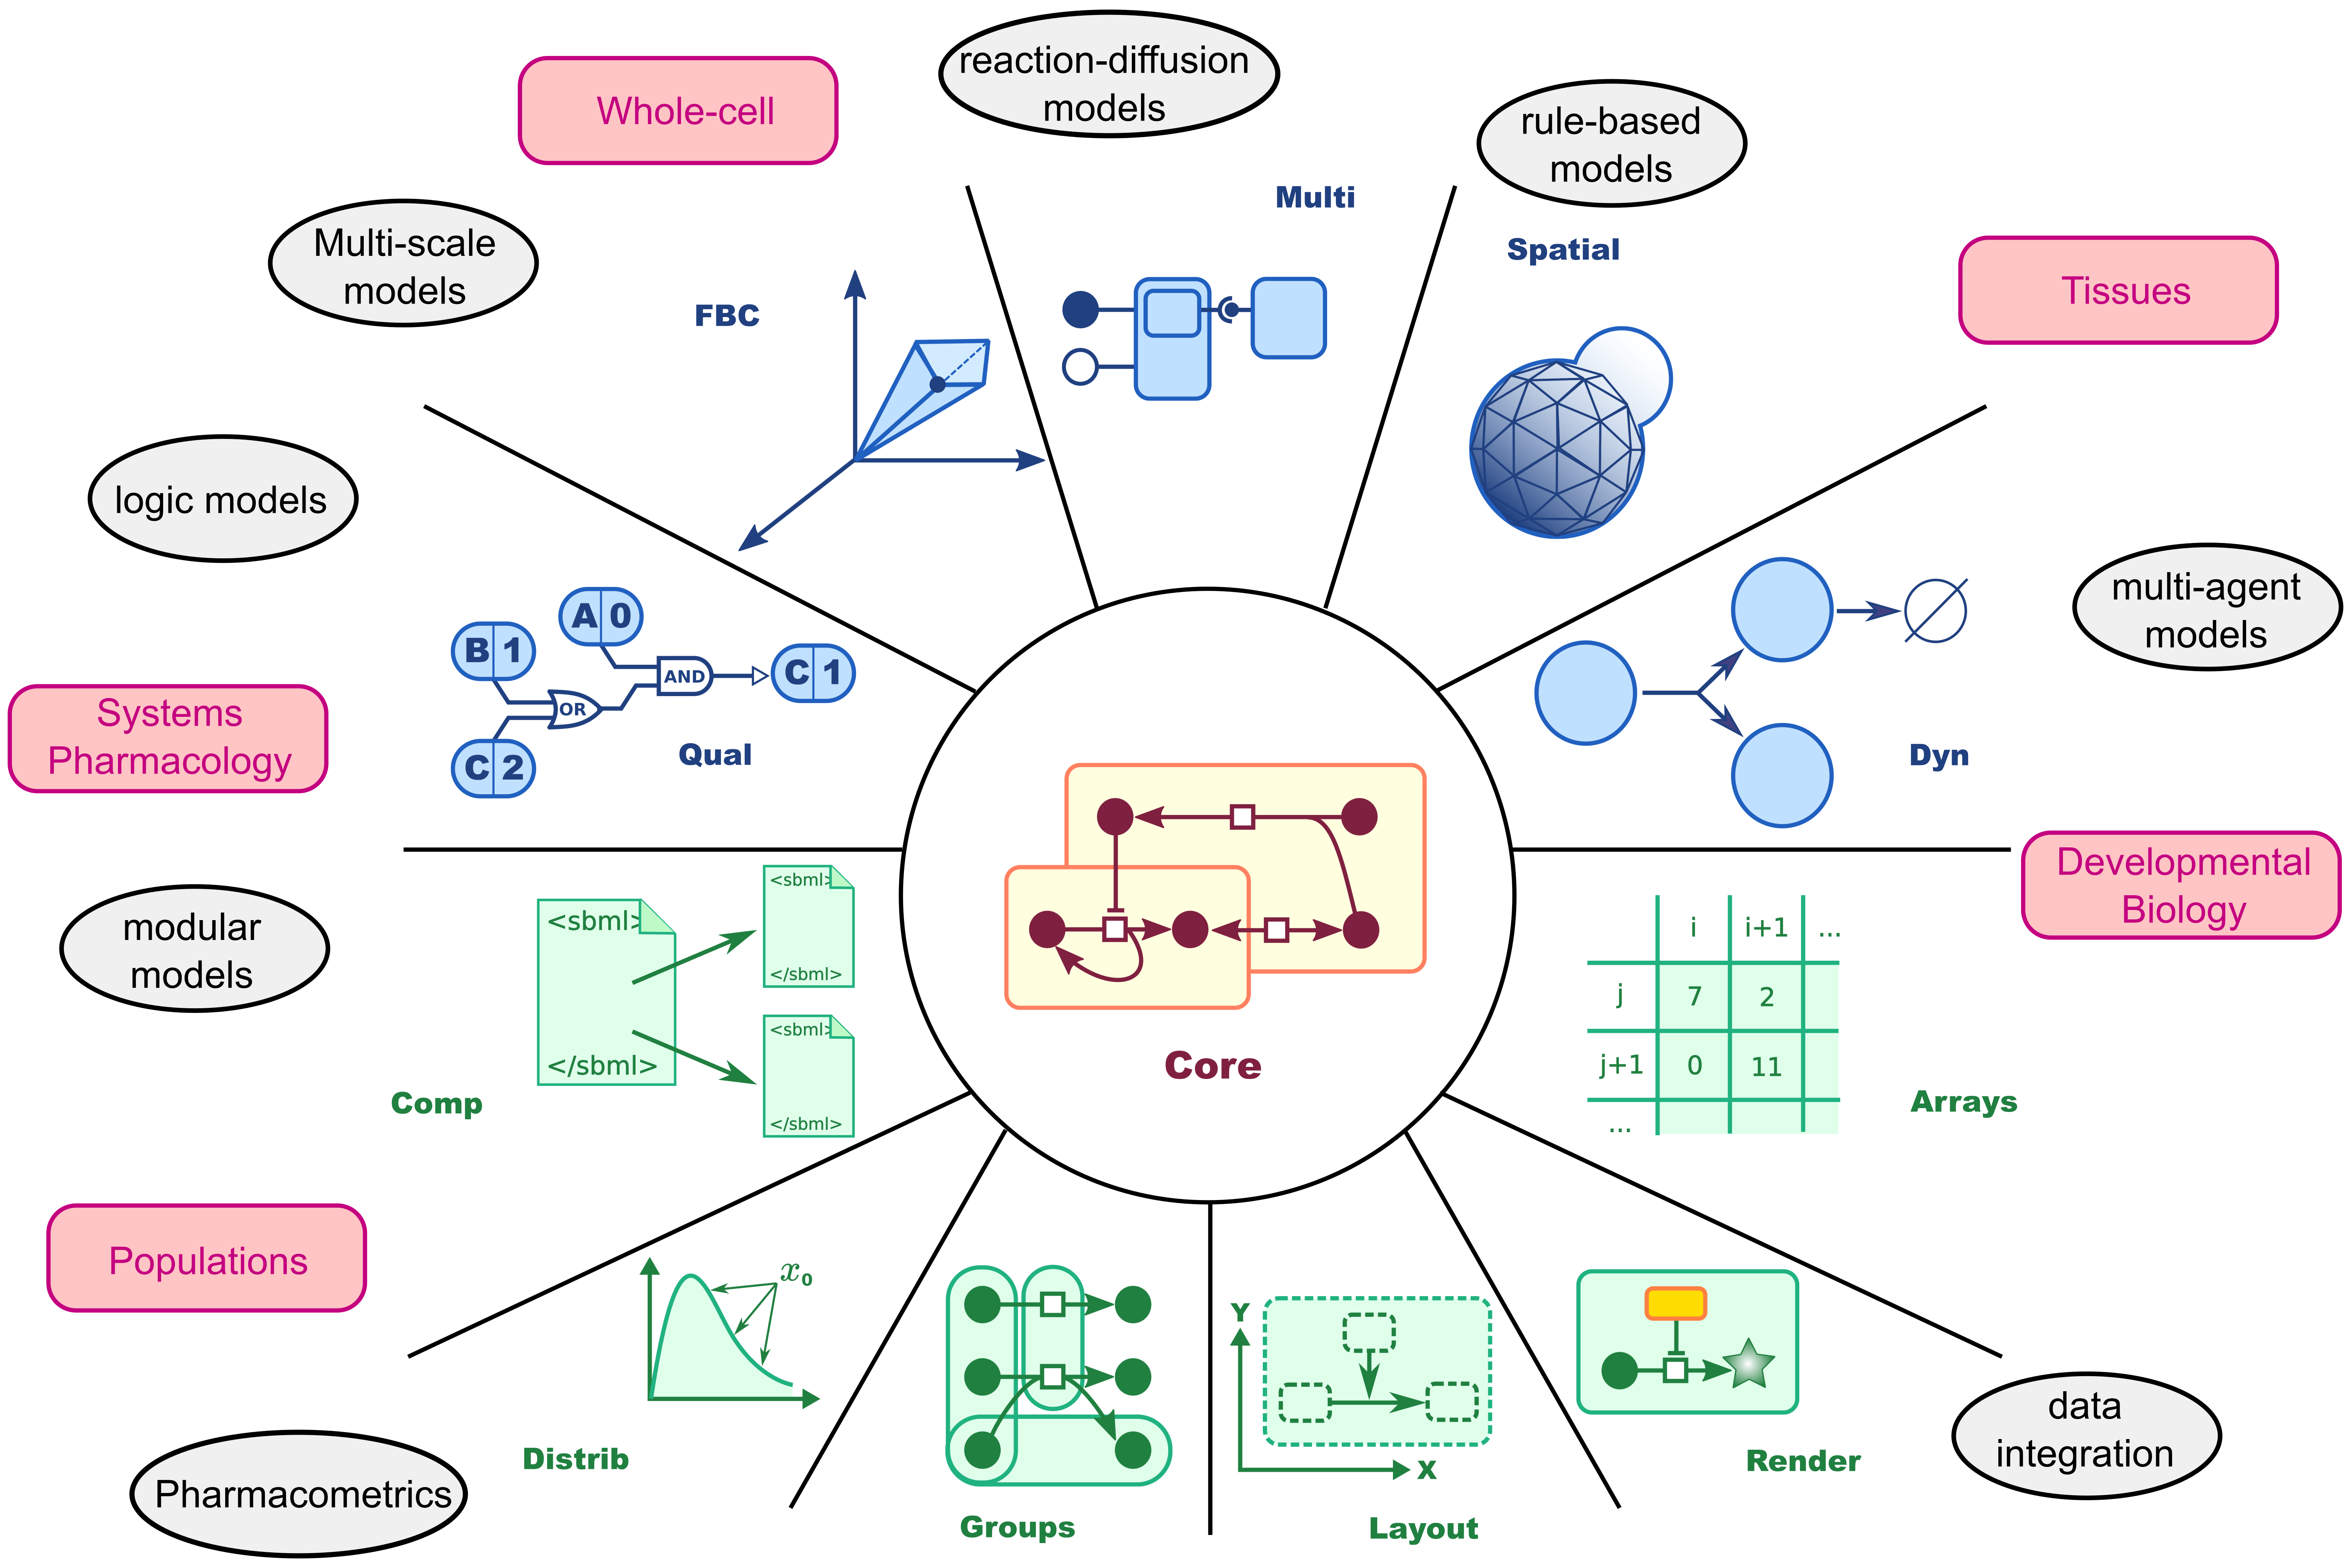 reaction-diffusion
models
Whole-cell
rule-based
models
Multi
Multi-scale
models
Spatial
Tissues
FBC
logic models
multi-agent
models
A 0
B 1
C 1
AND
OR
C 2
Qual
Systems
Pharmacology
Dyn
Developmental
Biology
modular
models
<sbml>
</sbml>
<sbml>
</sbml>
<sbml>
</sbml>
Comp
Core
i i+1 ...
j 7 2
j+1 0 11
...
Arrays
Populations
x₀
Distrib
Pharmacometrics
Groups
Y
X
Layout
Render
data
integration